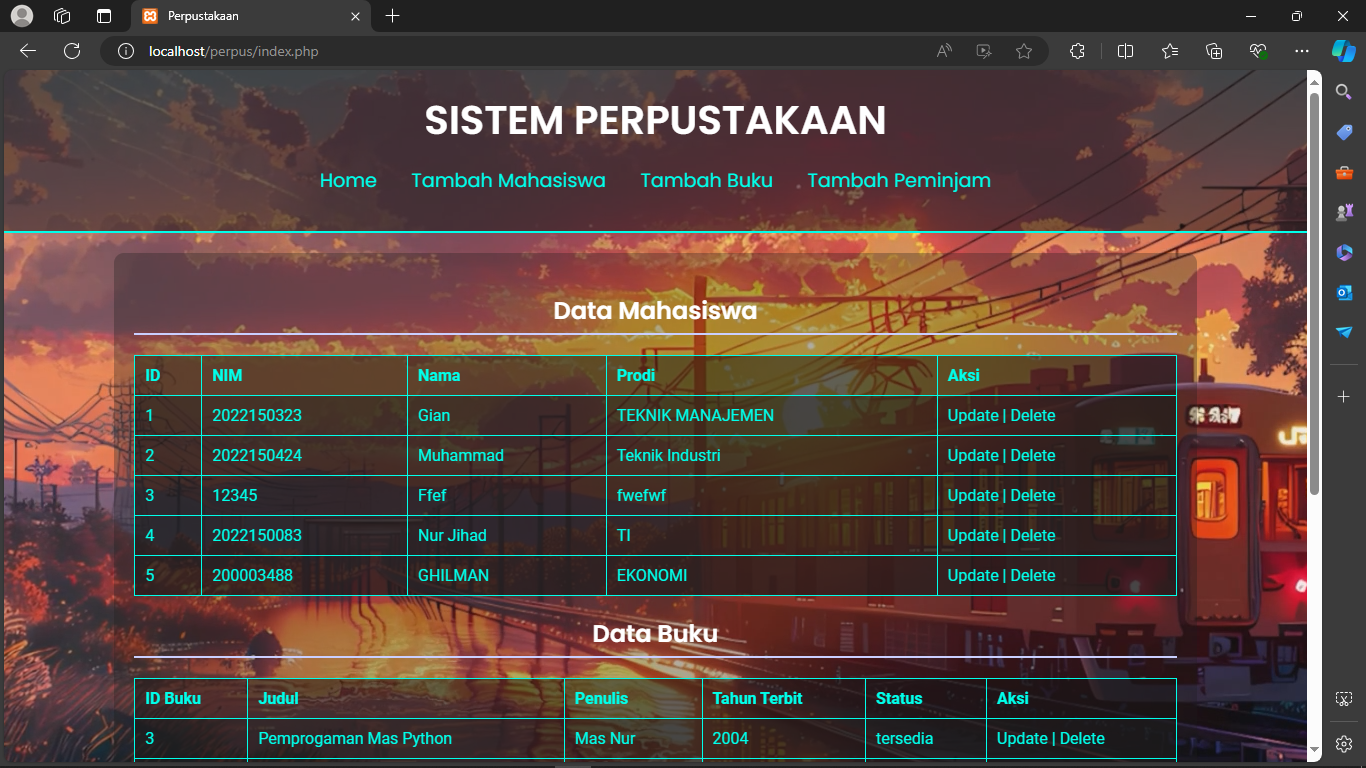 Perpustakaan
localhost/perpus/index.php
SISTEM PERPUSTAKAAN
Home Tambah Mahasiswa Tambah Buku Tambah Peminjam
Data Mahasiswa
ID NIM Nama Prodi Aksi
1 2022150323 Gian TEKNIK MANAJEMEN Update | Delete
2 2022150424 Muhammad Teknik Industri Update | Delete
3 12345 Ffef fwefwf Update | Delete
4 2022150083 Nur Jihad TI Update | Delete
5 200003488 GHILMAN EKONOMI Update | Delete
Data Buku
ID Buku Judul Penulis Tahun Terbit Status Aksi
3 Pemprogaman Mas Python Mas Nur 2004 tersedia Update | Delete